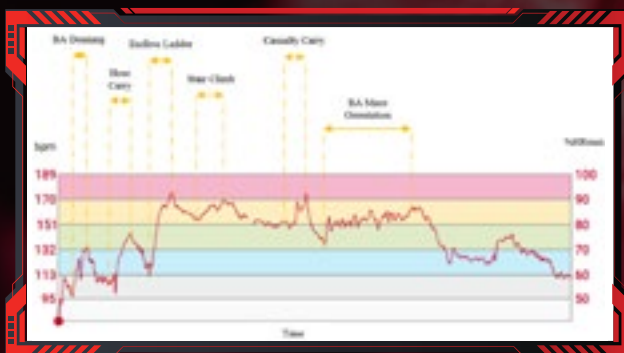 BA Donning
Endless Ladder
Casualty Carry
Hose
Carry
Stair Climb
BA Maze
Orientation
bpm
%HRmax
189
100
170
90
151
80
132
70
113
60
95
50
Time